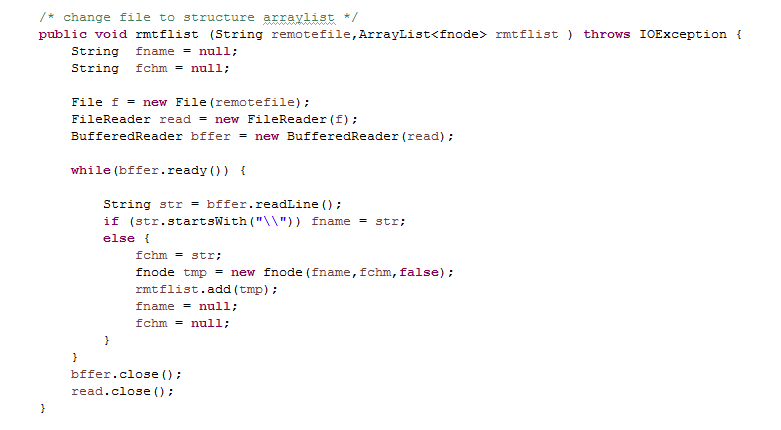 /* change file to structure arraylist */
public void rmtflist (String remotefile,ArrayList<fnode> rmtflist ) throws IOException {
String  fname = null;
String  fchm = null;
File f = new File(remotefile);
FileReader read = new FileReader(f);
BufferedReader bffer = new BufferedReader(read);
while(bffer.ready()) {
String str = bffer.readLine();
if (str.startsWith("\\")) fname = str;
else {
fchm = str;
fnode tmp = new fnode(fname,fchm,false);
rmtflist.add(tmp);
fname = null;
fchm = null;
}
}
bffer.close();
read.close();
}